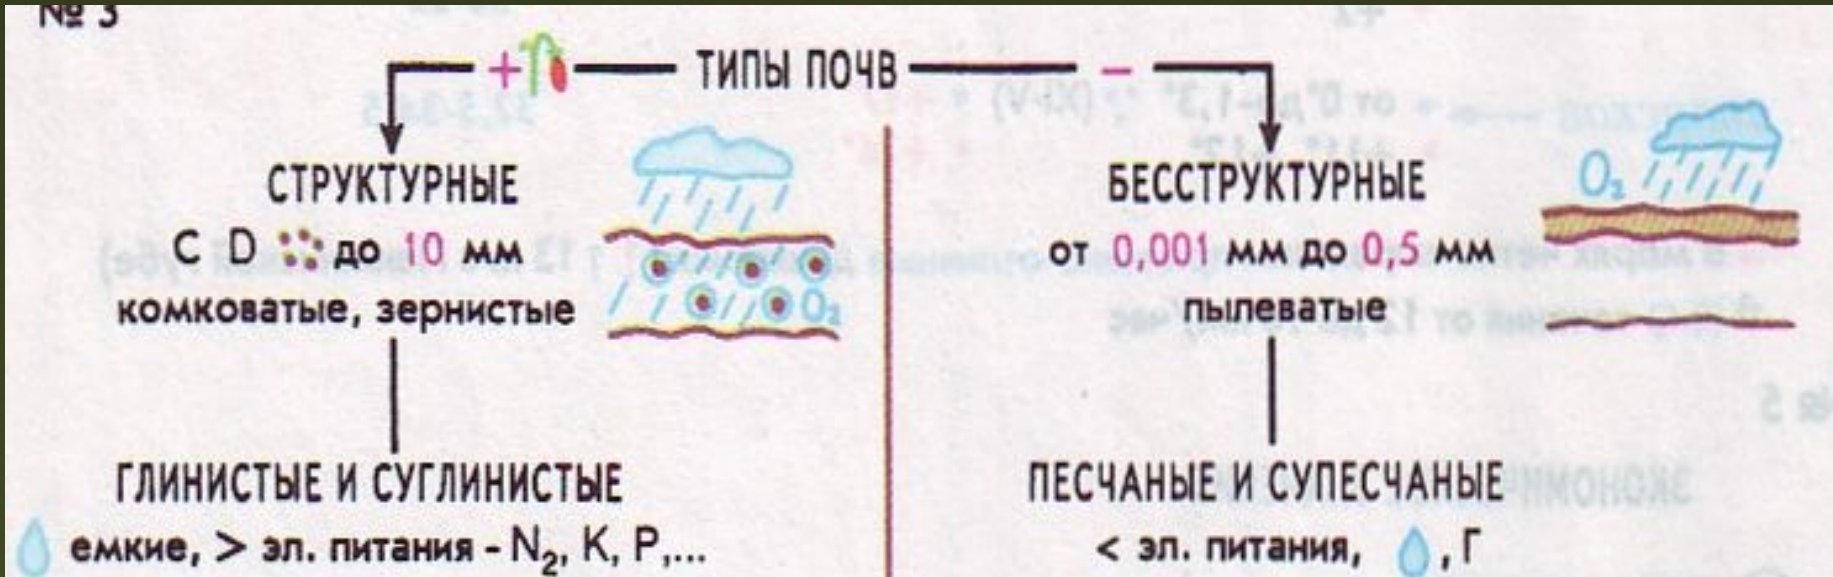 № 3
+ ТИПЫ ПОЧВ –
СТРУКТУРНЫЕ
С D до 10 мм
комковатые, зернистые
O₂
ГЛИНИСТЫЕ И СУГЛИНИСТЫЕ
емкие, > эл. питания - N₂, K, P,...
БЕССТРУКТУРНЫЕ
O₂
от 0,001 мм до 0,5 мм
пылеватые
ПЕСЧАНЫЕ И СУПЕСЧАНЫЕ
< эл. питания, , Г